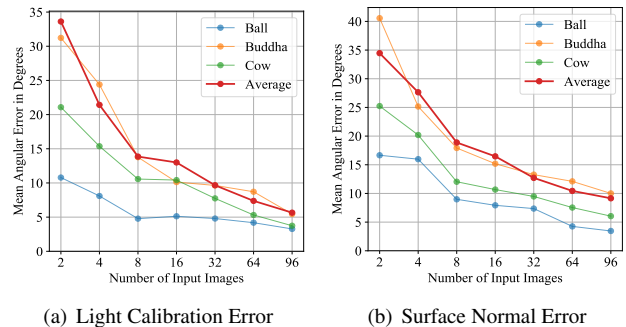 35
30
25
20
15
10
5
0
Mean Angular Error in Degrees
Ball
Buddha
Cow
Average
2 4 8 16 32 64 96
Number of Input Images
(a) Light Calibration Error
40
35
30
25
20
15
10
5
0
Mean Angular Error in Degrees
Ball
Buddha
Cow
Average
2 4 8 16 32 64 96
Number of Input Images
(b) Surface Normal Error